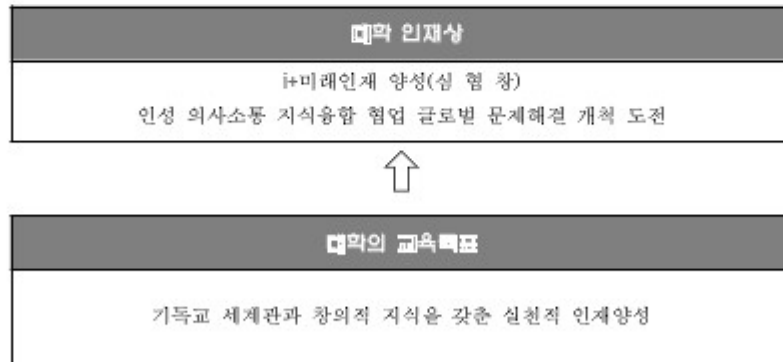 대학 인재상
i+미래인재 양성(심 협 창)
인성 의사소통 지식융합 협업 글로벌 문제해결 개척 도전
대학의 교육목표
기독교 세계관과 창의적 지식을 갖춘 실천적 인재양성